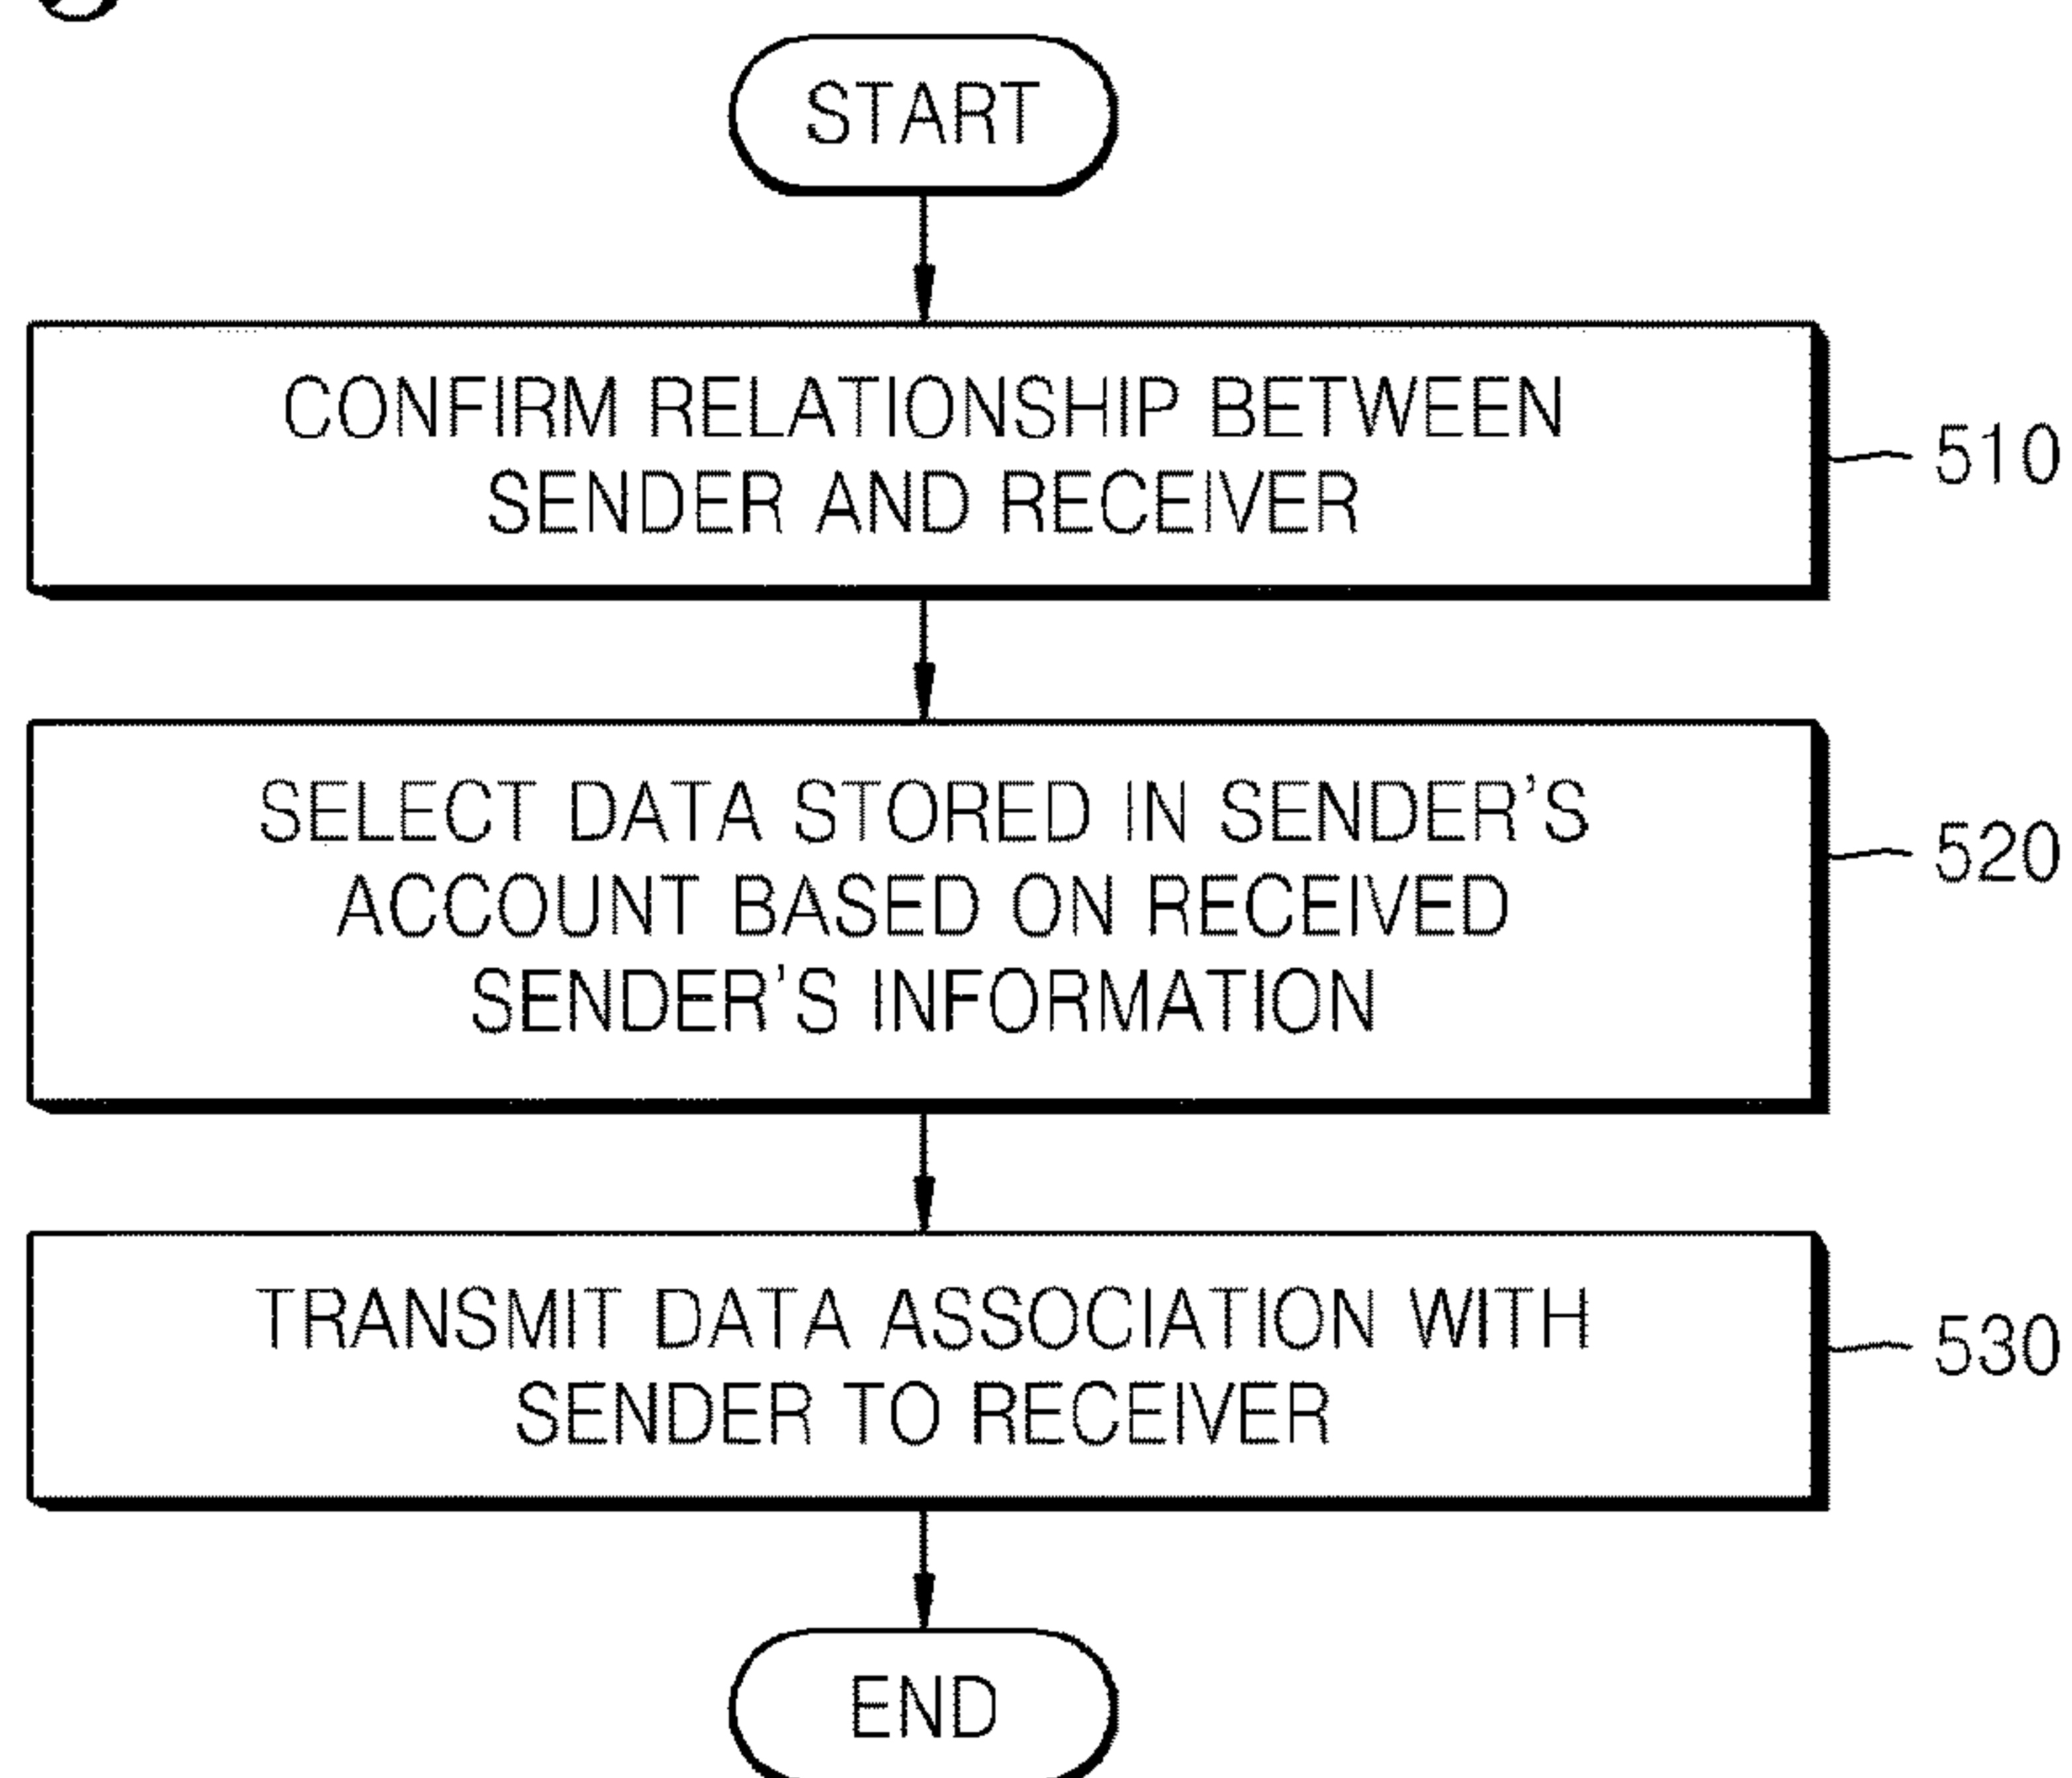 START
CONFIRM RELATIONSHIP BETWEEN
SENDER AND RECEIVER
510
SELECT DATA STORED IN SENDER'S
ACCOUNT BASED ON RECEIVED
SENDER'S INFORMATION
520
TRANSMIT DATA ASSOCIATION WITH
SENDER TO RECEIVER
530
END